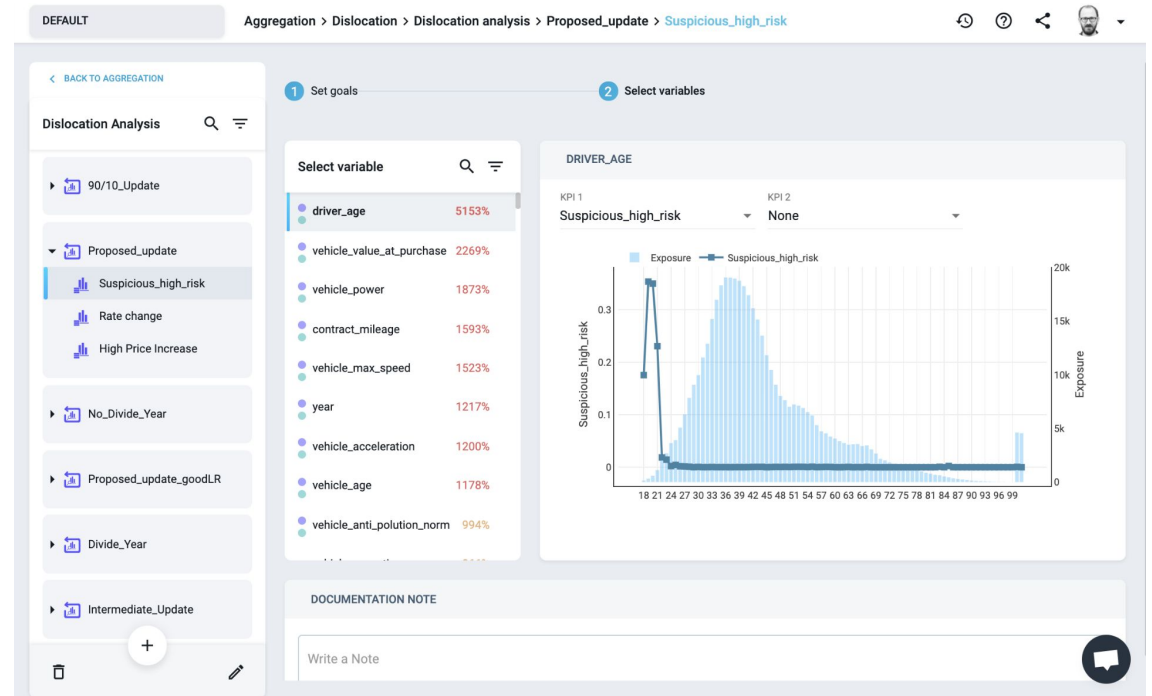 DEFAULT
Aggregation > Dislocation > Dislocation analysis > Proposed_update > Suspicious_high_risk
BACK TO AGGREGATION
Dislocation Analysis
90/10_Update
Proposed_update
Suspicious_high_risk
Rate change
High Price Increase
No_Divide_Year
Proposed_update_goodLR
Divide_Year
Intermediate_Update
+
1 Set goals
2 Select variables
Select variable
driver_age 5153%
vehicle_value_at_purchase 2269%
vehicle_power 1873%
contract_mileage 1593%
vehicle_max_speed 1523%
year 1217%
vehicle_acceleration 1200%
vehicle_age 1178%
vehicle_anti_polution_norm 994%
DRIVER_AGE
KPI 1
Suspicious_high_risk
KPI 2
None
Exposure Suspicious_high_risk
Suspicious_high_risk
0.3
0.2
0.1
0
20k
15k
10k
5k
0
Exposure
18 21 24 27 30 33 36 39 42 45 48 51 54 57 60 63 66 69 72 75 78 81 84 87 90 93 96 99
DOCUMENTATION NOTE
Write a Note